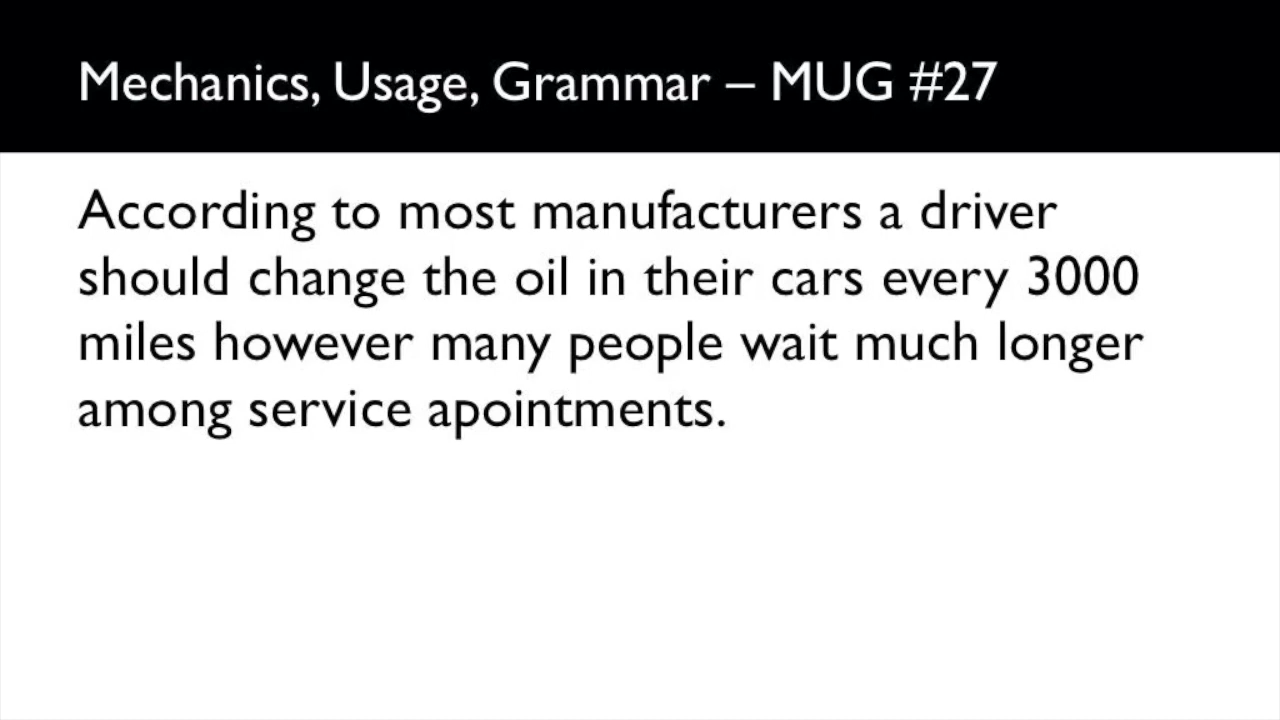 Mechanics, Usage, Grammar – MUG #27
According to most manufacturers a driver
should change the oil in their cars every 3000
miles however many people wait much longer
among service apointments.